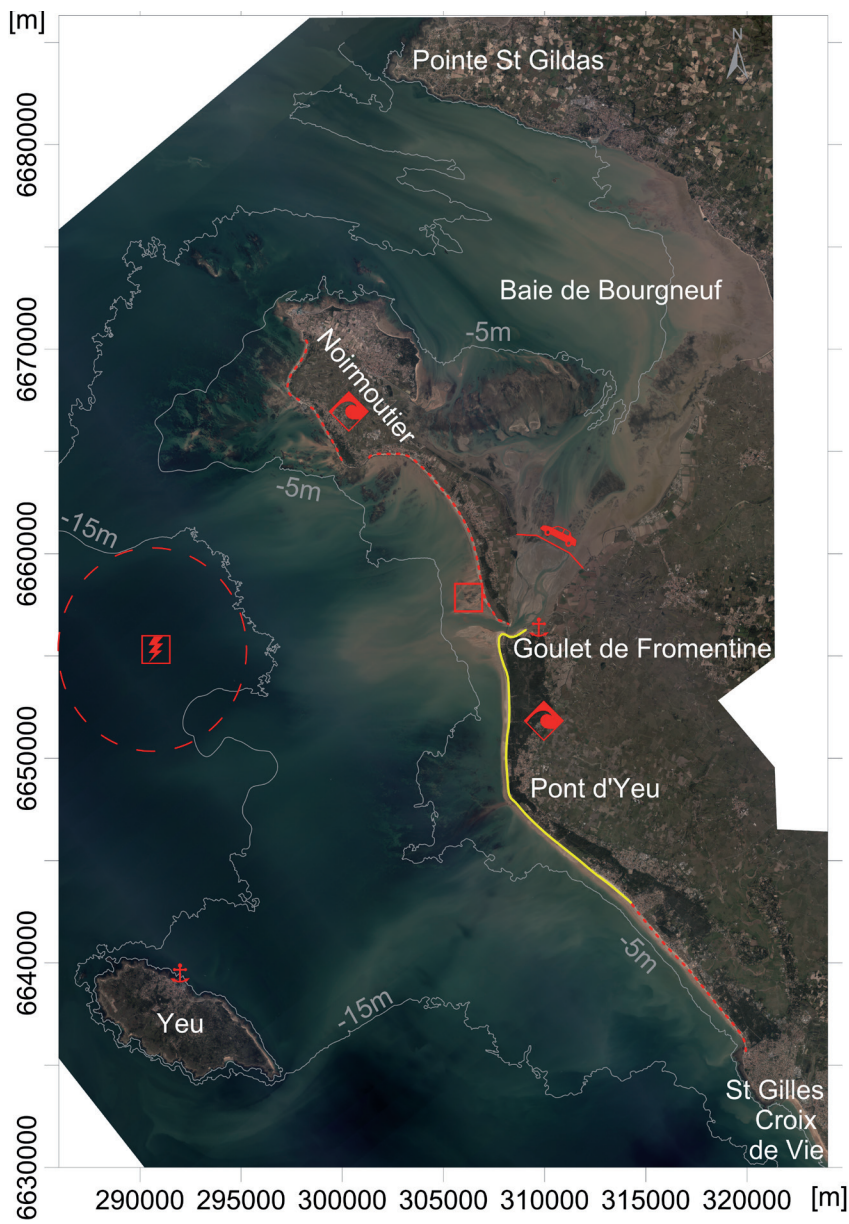 [m]
N
Pointe St Gildas
6680000
Baie de Bourgneuf
-5m
6670000
Noirmoutier
-5m
-15m
6660000
Goulet de Fromentine
6650000
Pont d'Yeu
6640000
-5m
-15m
Yeu
St Gilles
Croix
de Vie
6630000
290000 295000 300000 305000 310000 315000 320000 [m]